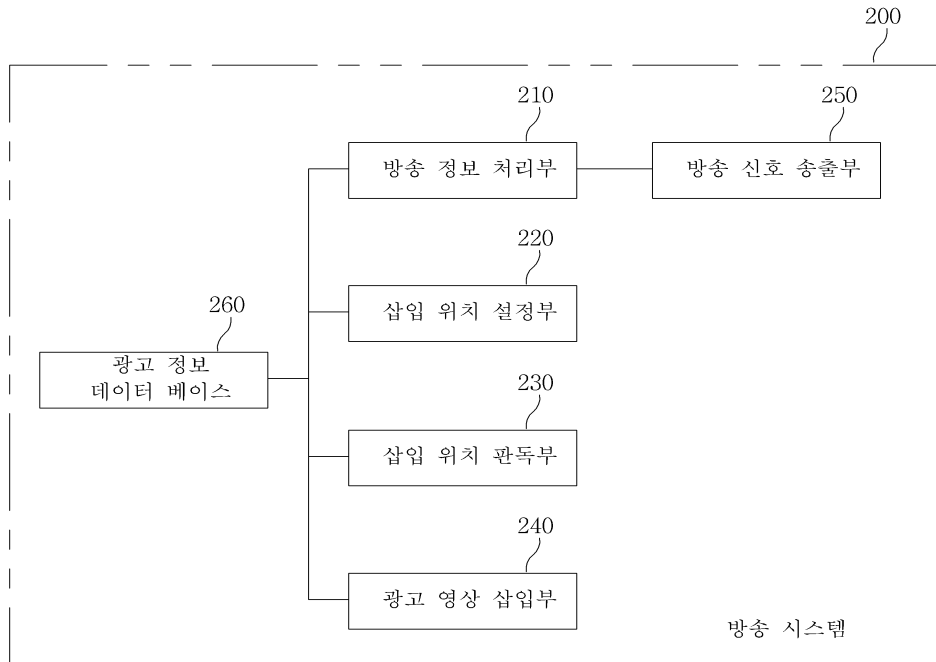 200
210
250
방송 정보 처리부
방송 신호 송출부
220
삽입 위치 설정부
260
광고 정보
데이터 베이스
230
삽입 위치 판독부
240
광고 영상 삽입부
방송 시스템